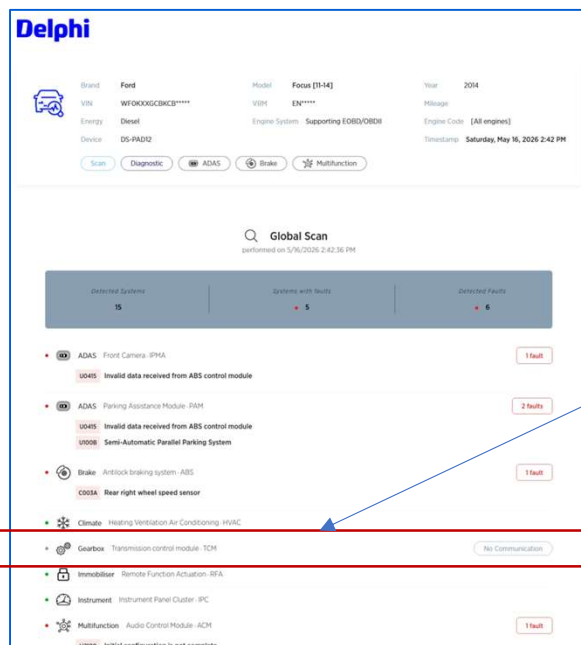 Delphi
Brand Ford Model Focus [11-14] Year 2014
VIN WF0KXXGCBKCB***** VIIM EN***** Mileage
Energy Diesel Engine System Supporting EOBD/OBDII Engine Code [All engines]
Device DS-PAD12 Timestamp Saturday, May 16, 2026 2:42 PM
Scan Diagnostic ADAS Brake Multifunction
Global Scan
performed on 5/16/2026 2:42:36 PM
Detected Systems Systems with faults Detected Faults
15 5 6
ADAS Front Camera - IPMA 1 fault
U0415 Invalid data received from ABS control module
ADAS Parking Assistance Module - PAM 2 faults
U0415 Invalid data received from ABS control module
U100B Semi-Automatic Parallel Parking System
Brake Antilock braking system - ABS 1 fault
C003A Rear right wheel speed sensor
Climate Heating Ventilation Air Conditioning - HVAC
Gearbox Transmission control module - TCM No Communication
Immobiliser Remote Function Actuation - RFA
Instrument Instrument Panel Cluster - IPC
Multifunction Audio Control Module - ACM 1 fault
Initial configuration is not complete